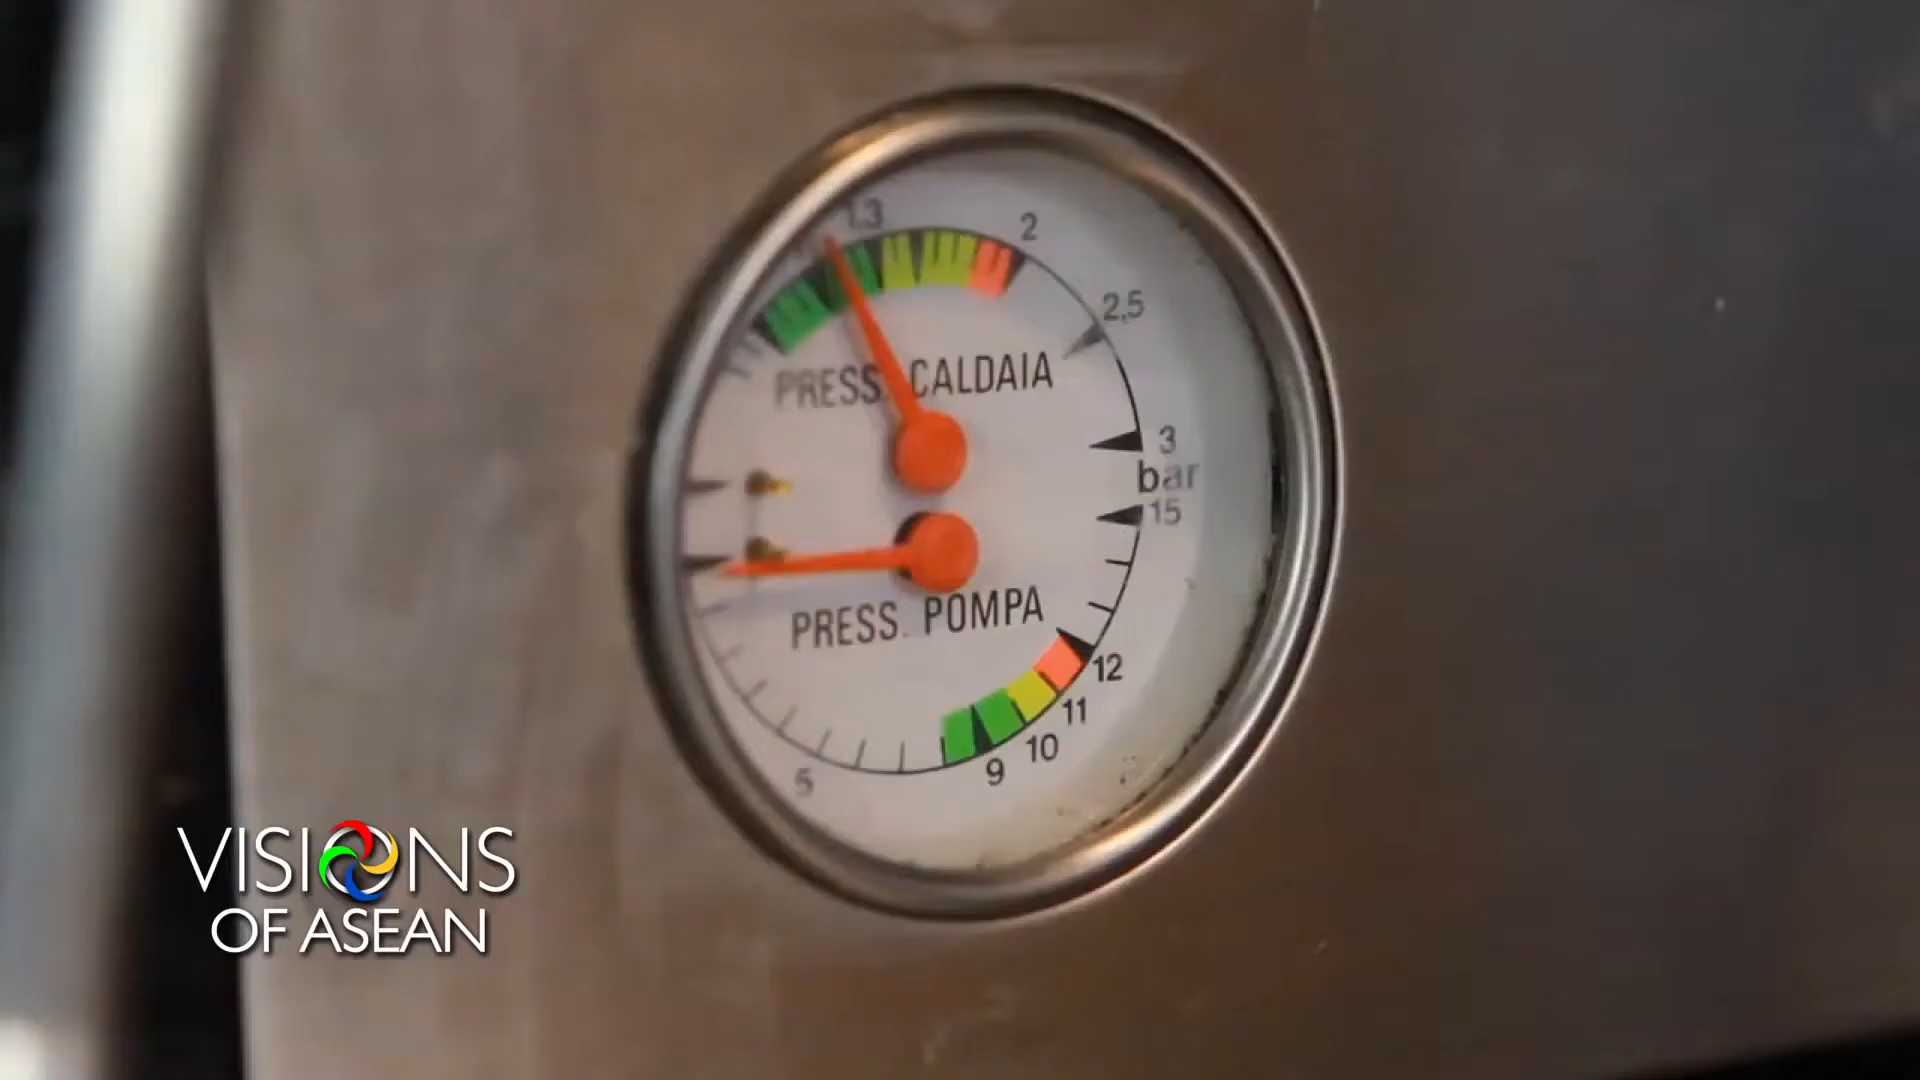 1.3
2
2,5
PRESS. CALDAIA
3
bar
15
PRESS. POMPA
12
11
10
9
5
VISIONS
OF ASEAN